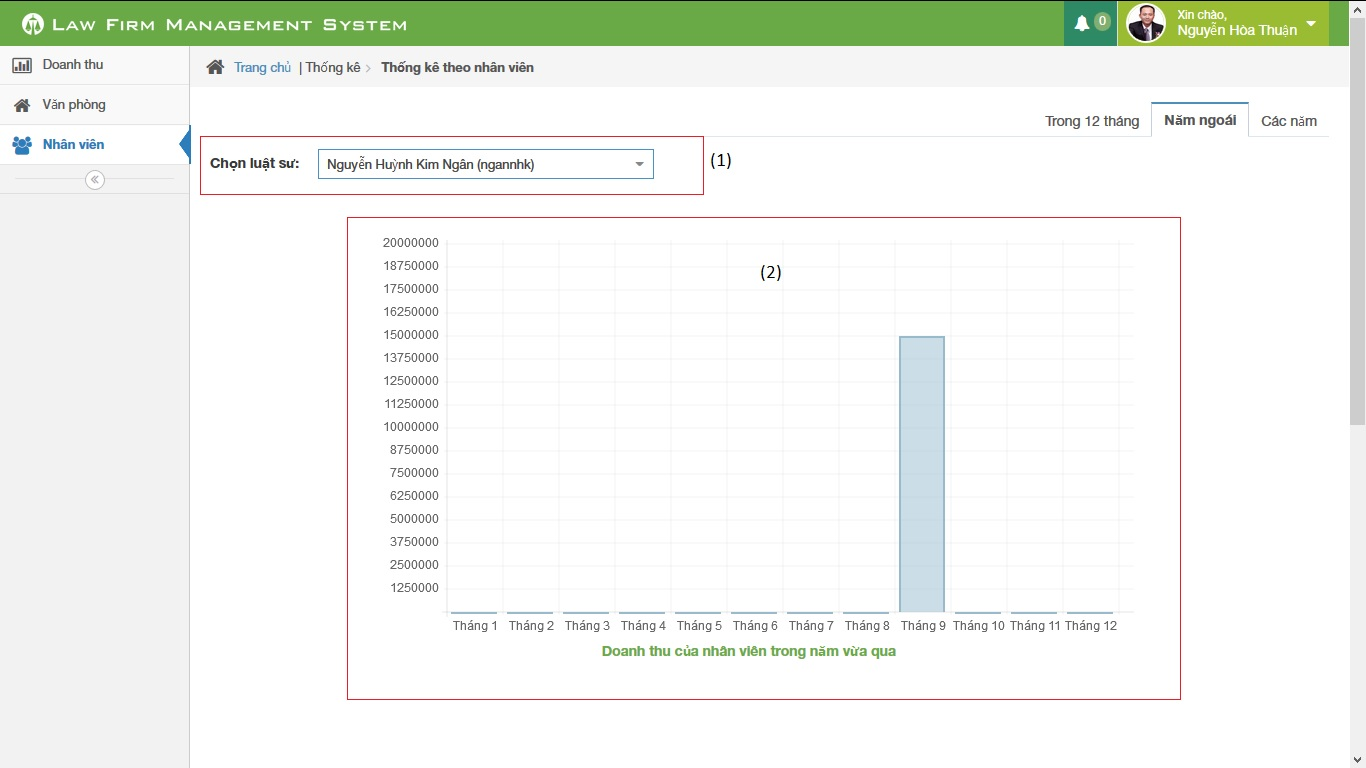 LAW FIRM MANAGEMENT SYSTEM
0
Xin chào,
Nguyễn Hòa Thuận
Doanh thu
Văn phòng
Nhân viên
Trang chủ | Thống kê > Thống kê theo nhân viên
Trong 12 tháng
Năm ngoái
Các năm
Chọn luật sư: Nguyễn Huỳnh Kim Ngân (ngannhk)
(1)
(2)
20000000
18750000
17500000
16250000
15000000
13750000
12500000
11250000
10000000
8750000
7500000
6250000
5000000
3750000
2500000
1250000
Tháng 1 Tháng 2 Tháng 3 Tháng 4 Tháng 5 Tháng 6 Tháng 7 Tháng 8 Tháng 9 Tháng 10 Tháng 11 Tháng 12
Doanh thu của nhân viên trong năm vừa qua